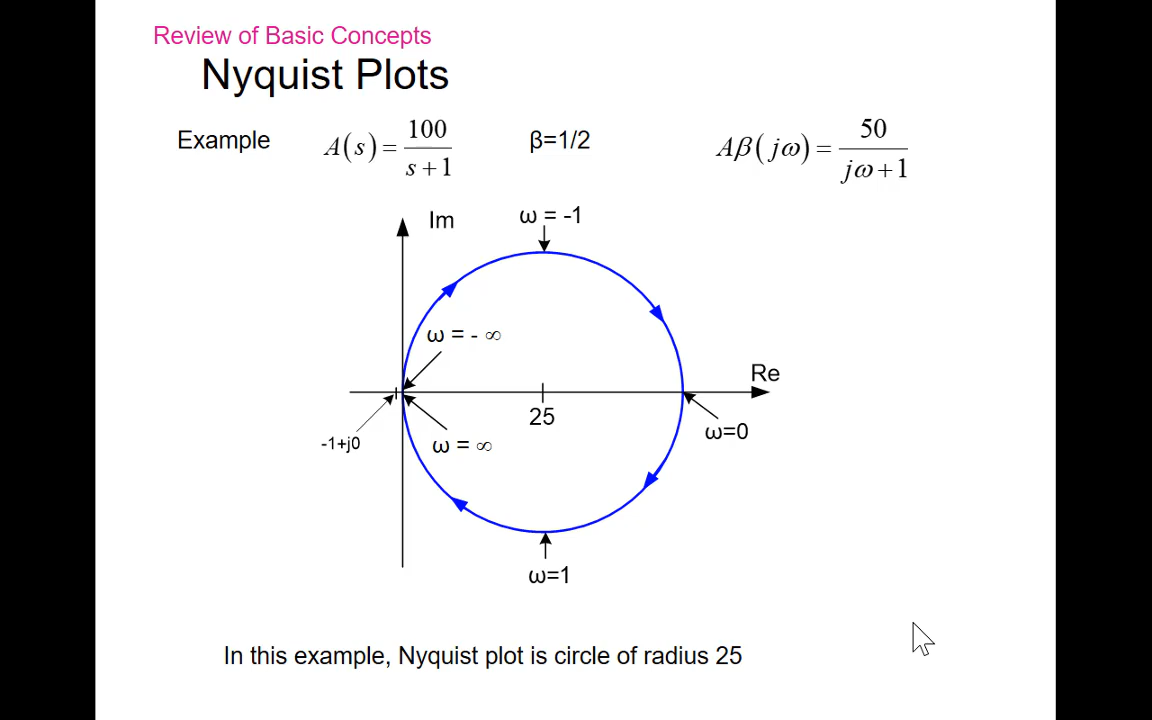 Review of Basic Concepts
Nyquist Plots
Example A(s) = 100/(s+1) β=1/2 Aβ(jω) = 50/(jω+1)
Im
ω = -1
ω = - ∞
Re
25
ω=0
-1+j0
ω = ∞
ω=1
In this example, Nyquist plot is circle of radius 25